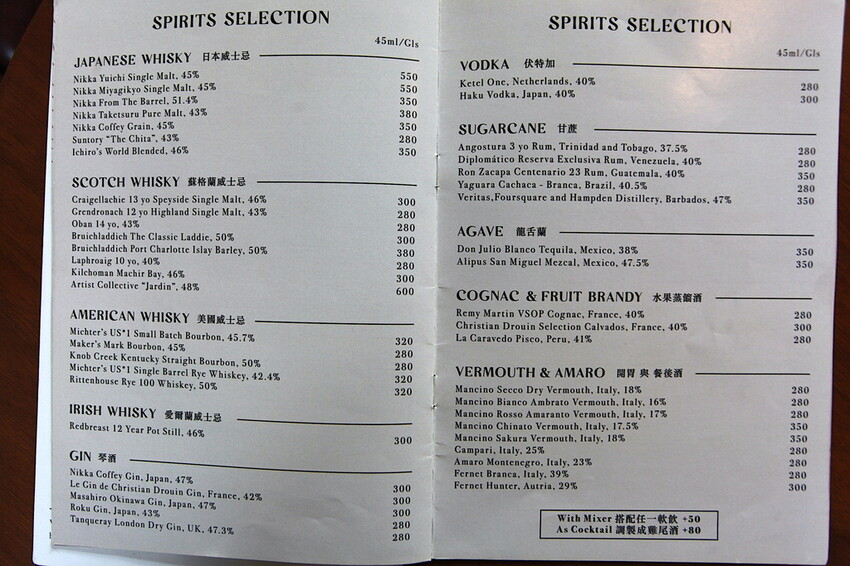 SPIRITS SELECTION
45ml/Gls
JAPANESE WHISKY 日本威士忌
Nikka Yuichi Single Malt, 45% 550
Nikka Miyagikyo Single Malt, 45% 550
Nikka From The Barrel, 51.4% 350
Nikka Taketsuru Pure Malt, 43% 380
Nikka Coffey Grain, 45% 350
Suntory "The Chita", 43% 280
Ichiro's World Blended, 46% 350
SCOTCH WHISKY 蘇格蘭威士忌
Craigellachie 13 yo Speyside Single Malt, 46% 300
Grendronach 12 yo Highland Single Malt, 43% 280
Oban 14 yo, 43% 280
Bruichladdich The Classic Laddie, 50% 300
Bruichladdich Port Charlotte Islay Barley, 50% 380
Laphroaig 10 yo, 40% 280
Kilchoman Machir Bay, 46% 300
Artist Collective "Jardin", 48% 600
AMERICAN WHISKY 美國威士忌
Michter's US*1 Small Batch Bourbon, 45.7% 320
Maker's Mark Bourbon, 45% 280
Knob Creek Kentucky Straight Bourbon, 50% 280
Michter's US*1 Single Barrel Rye Whiskey, 42.4% 320
Rittenhouse Rye 100 Whiskey, 50% 320
IRISH WHISKY 愛爾蘭威士忌
Redbreast 12 Year Pot Still, 46% 300
GIN 琴酒
Nikka Coffey Gin, Japan, 47% 300
Le Gin de Christian Drouin Gin, France, 42% 300
Masahiro Okinawa Gin, Japan, 47% 300
Roku Gin, Japan, 43% 280
Tanqueray London Dry Gin, UK, 47.3% 280
SPIRITS SELECTION
45ml/Gls
VODKA 伏特加
Ketel One, Netherlands, 40% 280
Haku Vodka, Japan, 40% 300
SUGARCANE 甘蔗
Angostura 3 yo Rum, Trinidad and Tobago, 37.5% 280
Diplomático Reserva Exclusiva Rum, Venezuela, 40% 280
Ron Zacapa Centenario 23 Rum, Guatemala, 40% 350
Yaguara Cachaca - Branca, Brazil, 40.5% 280
Veritas,Foursquare and Hampden Distillery, Barbados, 47% 350
AGAVE 龍舌蘭
Don Julio Blanco Tequila, Mexico, 38% 350
Alipus San Miguel Mezcal, Mexico, 47.5% 350
COGNAC & FRUIT BRANDY 水果蒸餾酒
Remy Martin VSOP Cognac, France, 40% 280
Christian Drouin Selection Calvados, France, 40% 300
La Caravedo Pisco, Peru, 41% 280
VERMOUTH & AMARO 開胃 與 餐後酒
Mancino Secco Dry Vermouth, Italy, 18% 280
Mancino Bianco Ambrato Vermouth, Italy, 16% 280
Mancino Rosso Amaranto Vermouth, Italy, 17% 280
Mancino Chinato Vermouth, Italy, 17.5% 350
Mancino Sakura Vermouth, Italy, 18% 350
Campari, Italy, 25% 280
Amaro Montenegro, Italy, 23% 280
Fernet Branca, Italy, 39% 280
Fernet Hunter, Autria, 29% 300
With Mixer 搭配任一軟飲 +50
As Cocktail 調製成雞尾酒 +80